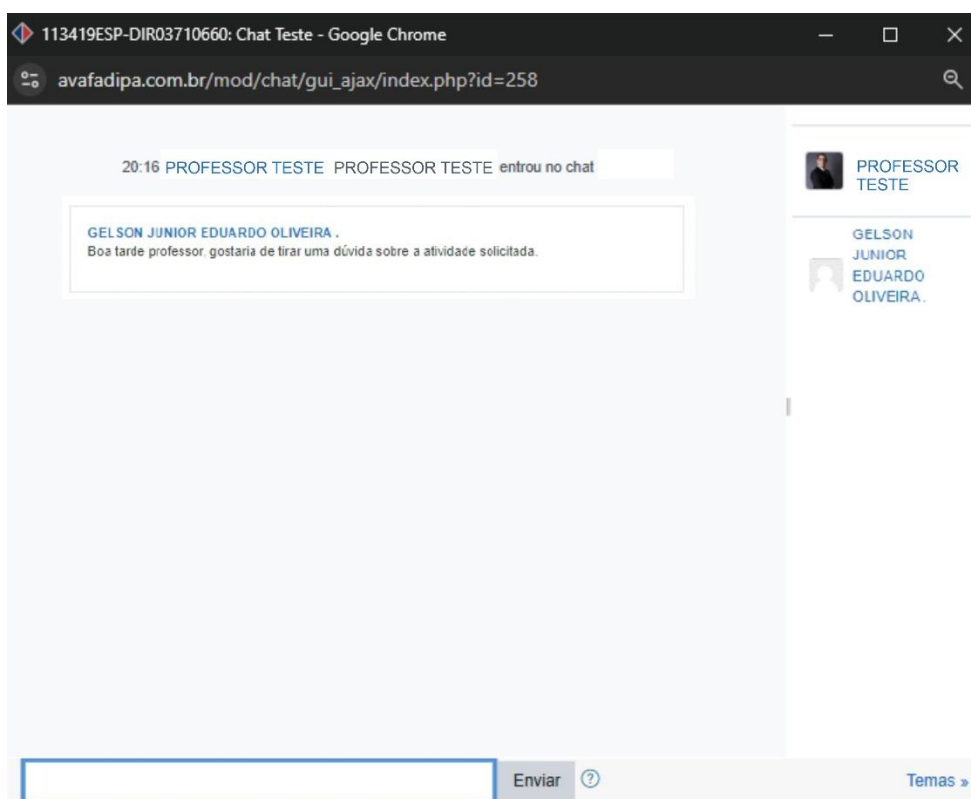 113419ESP-DIR03710660: Chat Teste - Google Chrome
avafadipa.com.br/mod/chat/gui_ajax/index.php?id=258
20:16 PROFESSOR TESTE PROFESSOR TESTE entrou no chat
GELSON JUNIOR EDUARDO OLIVEIRA .
Boa tarde professor, gostaria de tirar uma dúvida sobre a atividade solicitada.
PROFESSOR
TESTE
GELSON
JUNIOR
EDUARDO
OLIVEIRA .
Enviar ?
Temas »